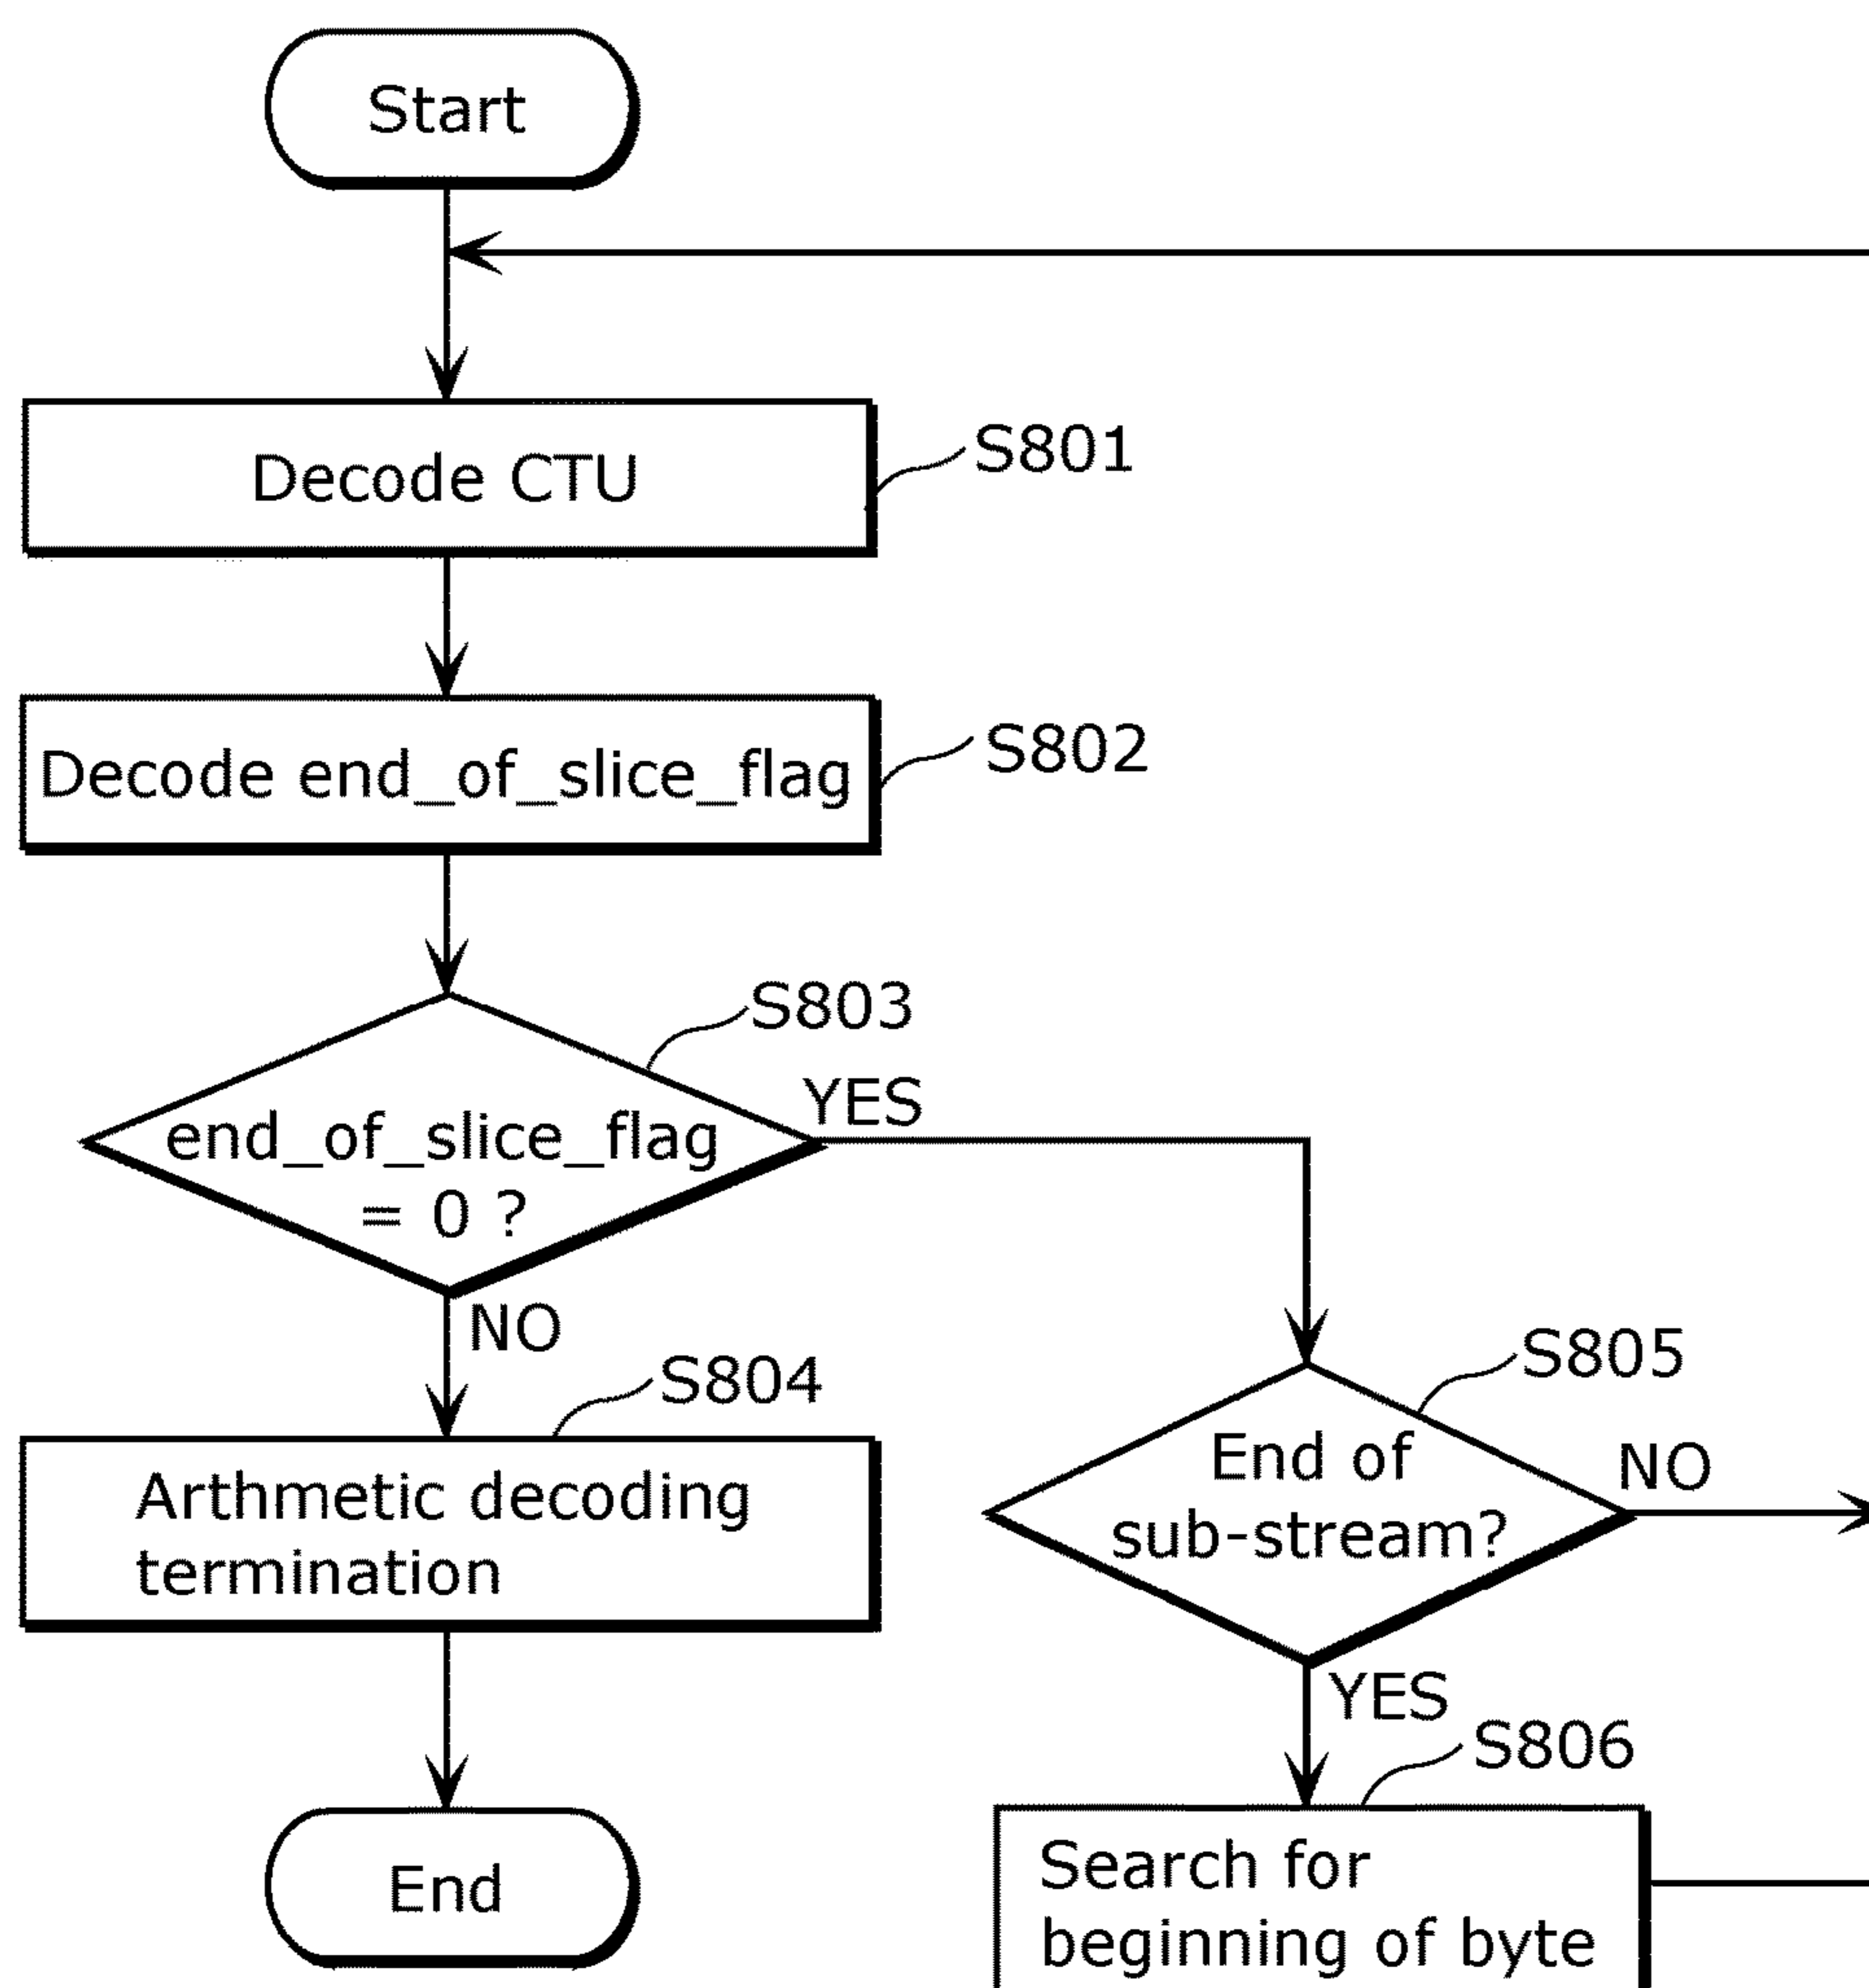 Start
Decode CTU
S801
Decode end_of_slice_flag
S802
S803
YES
end_of_slice_flag
= 0 ?
NO
S804
Arthmetic decoding
termination
End
S805
End of
sub-stream?
NO
YES
S806
Search for
beginning of byte